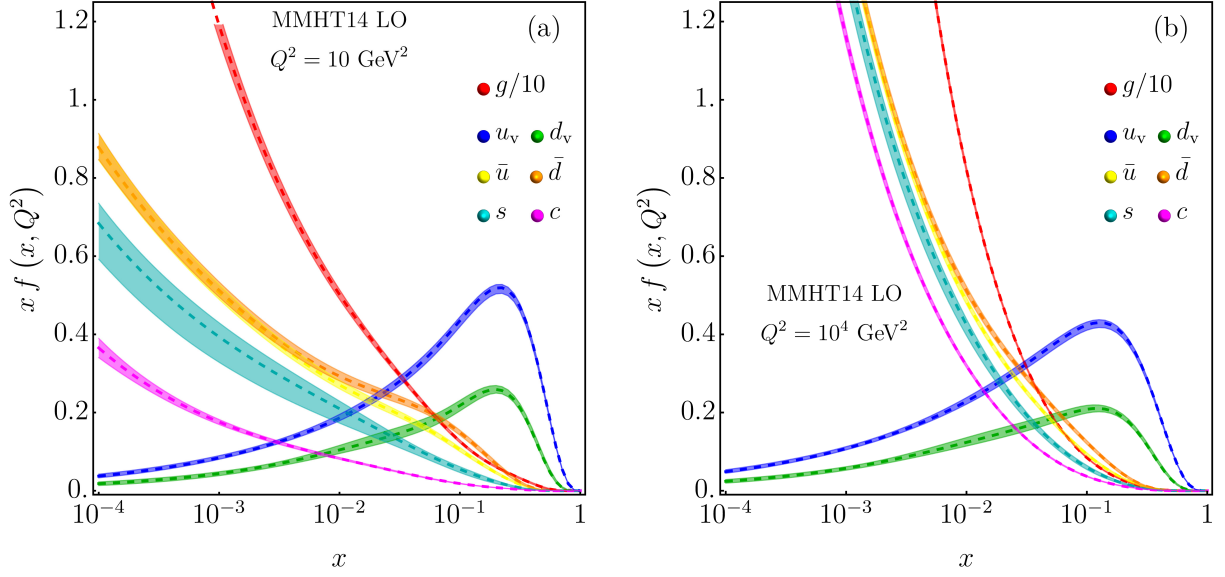 MMHT14 LO
(a)
Q² = 10 GeV²
g/10
u_v d_v
ū d̄
s c
x f (x, Q²)
1.2
1.
0.8
0.6
0.4
0.2
0.
10⁻⁴ 10⁻³ 10⁻² 10⁻¹ 1
x
(b)
g/10
u_v d_v
ū d̄
s c
MMHT14 LO
Q² = 10⁴ GeV²
x f (x, Q²)
1.2
1.
0.8
0.6
0.4
0.2
0.
10⁻⁴ 10⁻³ 10⁻² 10⁻¹ 1
x